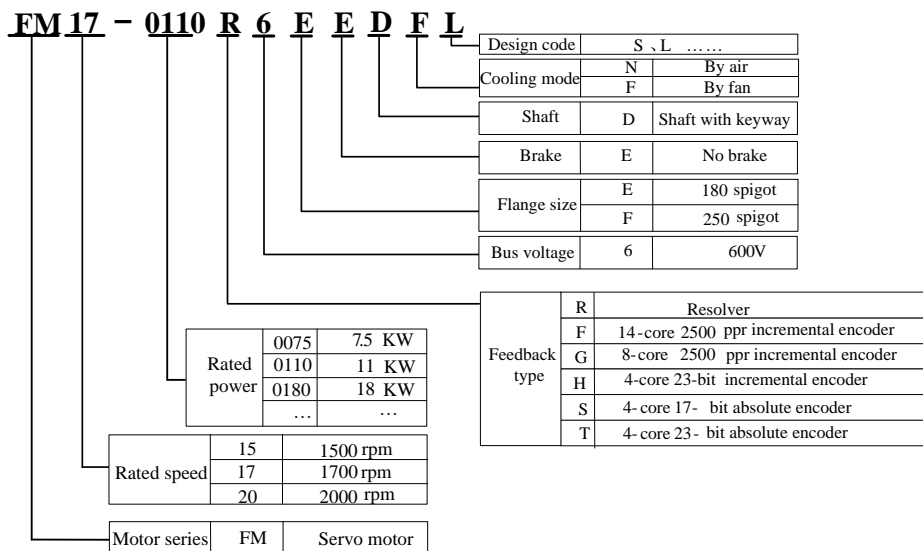 FM 17 - 0110 R 6 E E D F L
Design code S 、L ……
Cooling mode N By air
F By fan
Shaft D Shaft with keyway
Brake E No brake
Flange size E 180 spigot
F 250 spigot
Bus voltage 6 600V
Feedback type R Resolver
F 14-core 2500 ppr incremental encoder
G 8-core 2500 ppr incremental encoder
H 4-core 23-bit incremental encoder
S 4-core 17- bit absolute encoder
T 4-core 23- bit absolute encoder
Rated power 0075 7.5 KW
0110 11 KW
0180 18 KW
… …
Rated speed 15 1500 rpm
17 1700 rpm
20 2000 rpm
Motor series FM Servo motor